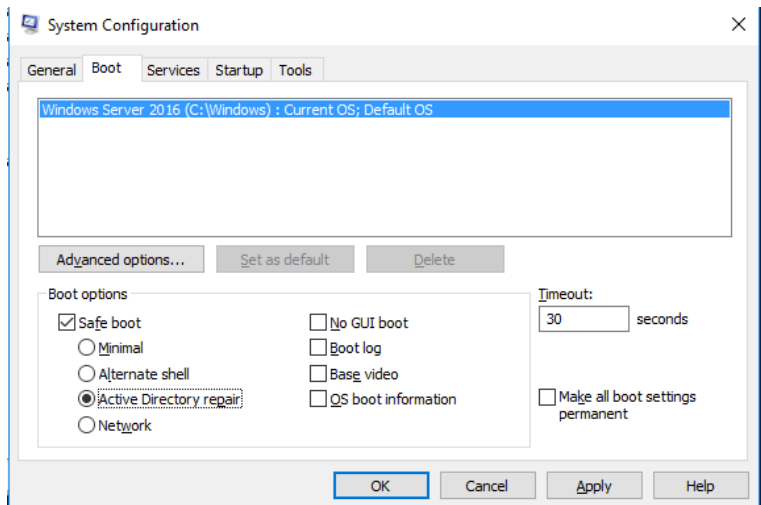 System Configuration
General Boot Services Startup Tools
Windows Server 2016 (C:\Windows) : Current OS; Default OS
Advanced options... Set as default Delete
Boot options Timeout:
Safe boot No GUI boot 30 seconds
Minimal Boot log
Alternate shell Base video
Active Directory repair OS boot information Make all boot settings
permanent
Network
OK Cancel Apply Help